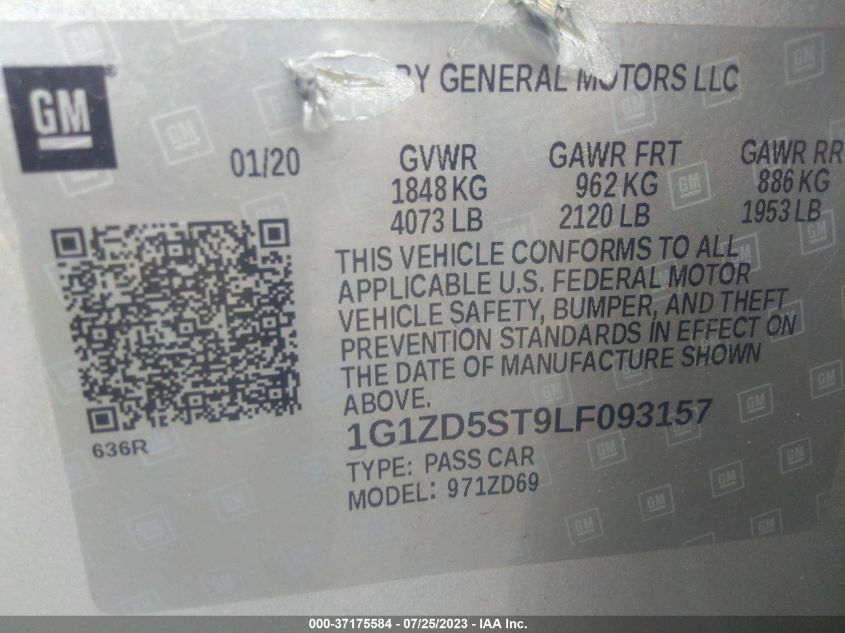 BY GENERAL MOTORS LLC
GM
01/20
GVWR GAWR FRT GAWR RR
1848 KG 962 KG 886 KG
4073 LB 2120 LB 1953 LB
THIS VEHICLE CONFORMS TO ALL
APPLICABLE U.S. FEDERAL MOTOR
VEHICLE SAFETY, BUMPER, AND THEFT
PREVENTION STANDARDS IN EFFECT ON
THE DATE OF MANUFACTURE SHOWN
ABOVE.
1G1ZD5ST9LF093157
636R
TYPE: PASS CAR
MODEL: 971ZD69
000-37175584 - 07/25/2023 - IAA Inc.